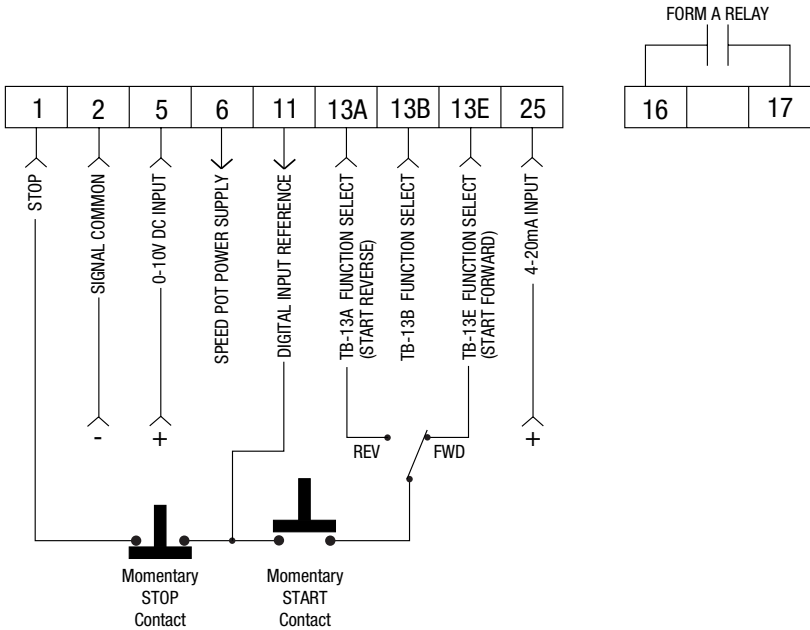 FORM A RELAY
1 2 5 6 11 13A 13B 13E 25
16 17
STOP
SIGNAL COMMON
0-10V DC INPUT
SPEED POT POWER SUPPLY
DIGITAL INPUT REFERENCE
TB-13A FUNCTION SELECT
(START REVERSE)
TB-13B FUNCTION SELECT
TB-13E FUNCTION SELECT
(START FORWARD)
4-20mA INPUT
- + +
REV FWD
Momentary
STOP
Contact
Momentary
START
Contact